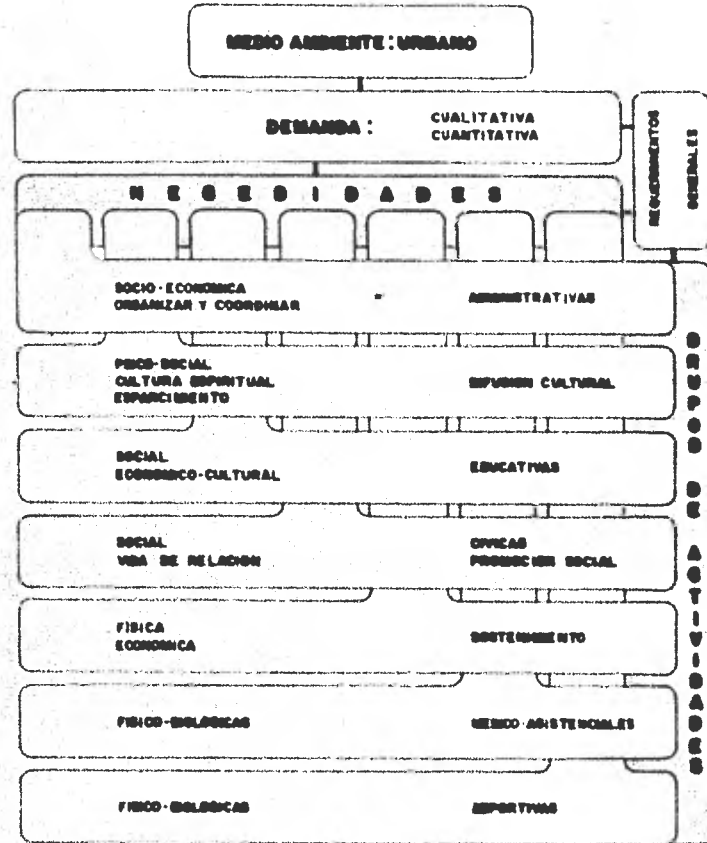 MEDIO AMBIENTE: URBANO
DEMANDA: CUALITATIVA
CUANTITATIVA
REQUERIMIENTOS
GENERALES
NECEDIDADES
SOCIO-ECONOMICA
ORGANIZAR Y COORDINAR
ADMINISTRATIVAS
PSICO-SOCIAL
CULTURA ESPIRITUAL
ESPARCIMIENTO
DIFUSION CULTURAL
SOCIAL
ECONOMICO-CULTURAL
EDUCATIVAS
SOCIAL
VIDA DE RELACION
CIVICAS
PROMOCION SOCIAL
FISICA
ECONOMICA
SOSTENIMIENTO
FISICO-BIOLOGICAS
MEDICO-ASISTENCIALES
FISICO-BIOLOGICAS
DEPORTIVAS
GRUPOS DE ACTIVIDADES